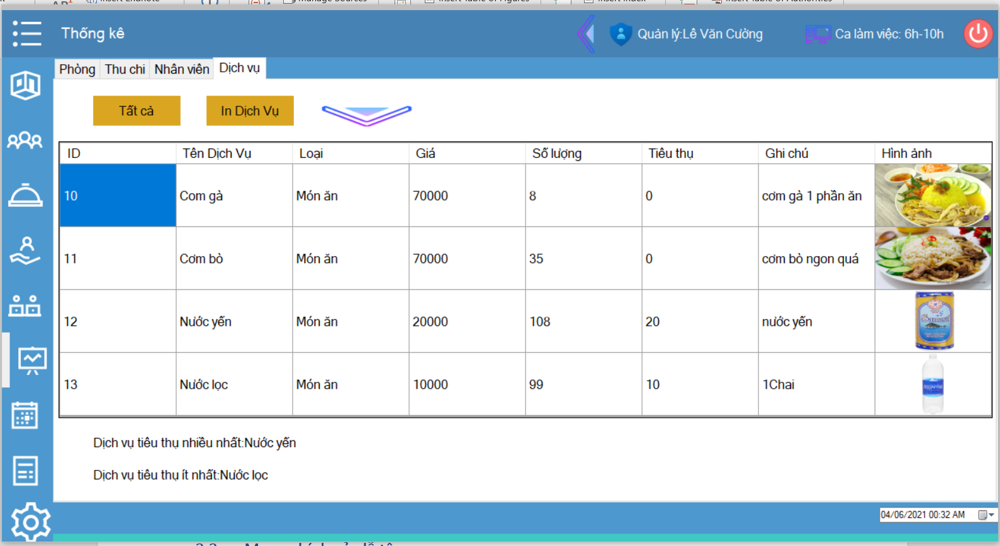 Thống kê
Quản lý:Lê Văn Cường
Ca làm việc: 6h-10h
Phòng Thu chi Nhân viên Dịch vụ
Tất cả In Dịch Vụ
ID Tên Dịch Vụ Loại Giá Số lượng Tiêu thụ Ghi chú Hình ảnh
10 Com gà Món ăn 70000 8 0 cơm gà 1 phần ăn
11 Cơm bò Món ăn 70000 35 0 cơm bò ngon quá
12 Nước yến Món ăn 20000 108 20 nước yến
13 Nước lọc Món ăn 10000 99 10 1Chai
Dịch vụ tiêu thụ nhiều nhất:Nước yến
Dịch vụ tiêu thụ ít nhất:Nước lọc
04/06/2021 00:32 AM